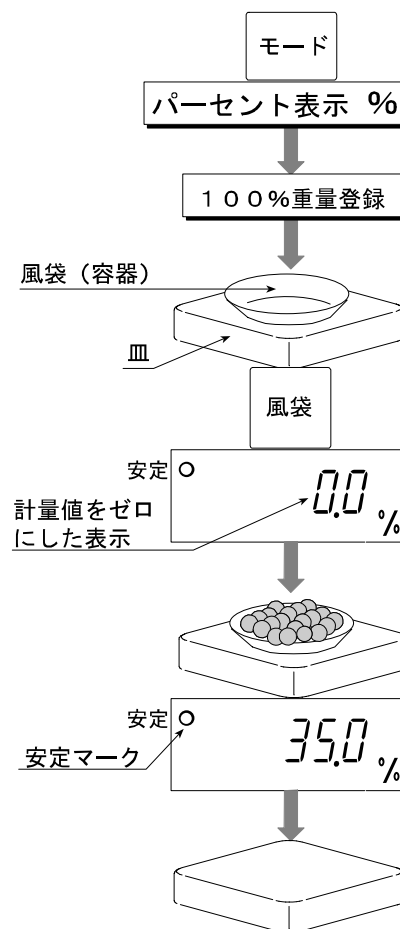 モード
パーセント表示 %
１００％重量登録
風袋（容器）
皿
風袋
安定
0.0 %
計量値をゼロ
にした表示
安定
35.0 %
安定マーク